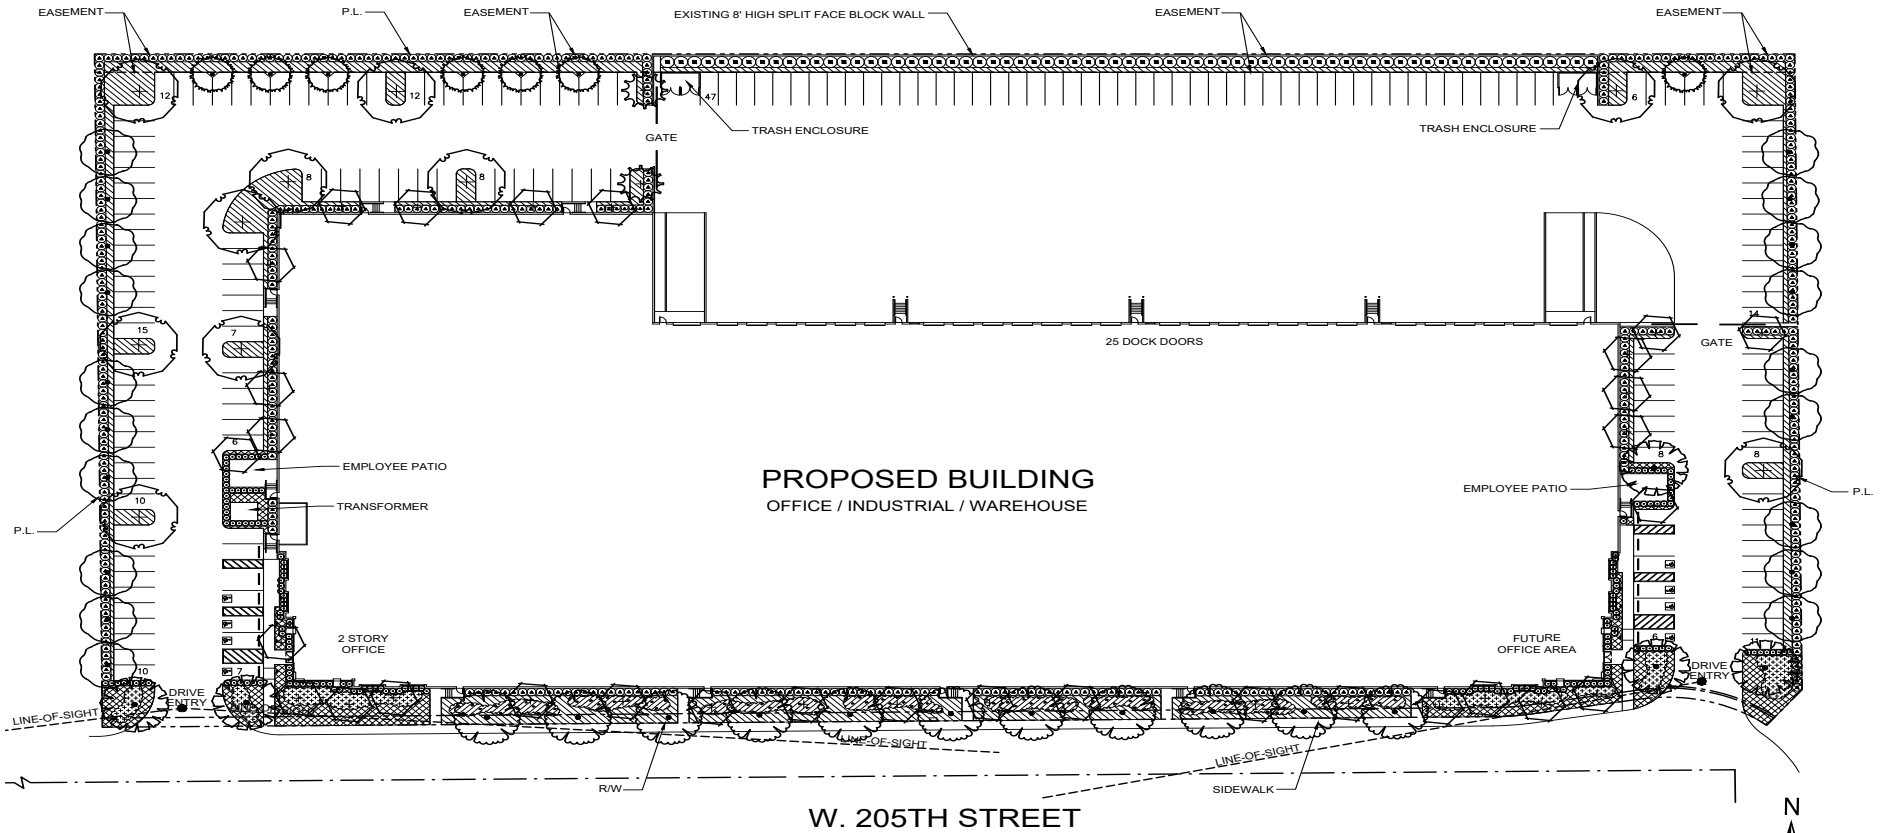 EASEMENT
P.L.
EASEMENT
EXISTING 8' HIGH SPLIT FACE BLOCK WALL
EASEMENT
EASEMENT
12
12
47
6
TRASH ENCLOSURE
TRASH ENCLOSURE
GATE
8
8
15
7
14
GATE
25 DOCK DOORS
6
EMPLOYEE PATIO
8
8
PROPOSED BUILDING
OFFICE / INDUSTRIAL / WAREHOUSE
EMPLOYEE PATIO
P.L.
10
TRANSFORMER
P.L.
2 STORY
OFFICE
FUTURE
OFFICE AREA
6
11
10
7
DRIVE
ENTRY
DRIVE
ENTRY
LINE-OF-SIGHT
LINE-OF-SIGHT
LINE-OF-SIGHT
R/W
SIDEWALK
W. 205TH STREET
N